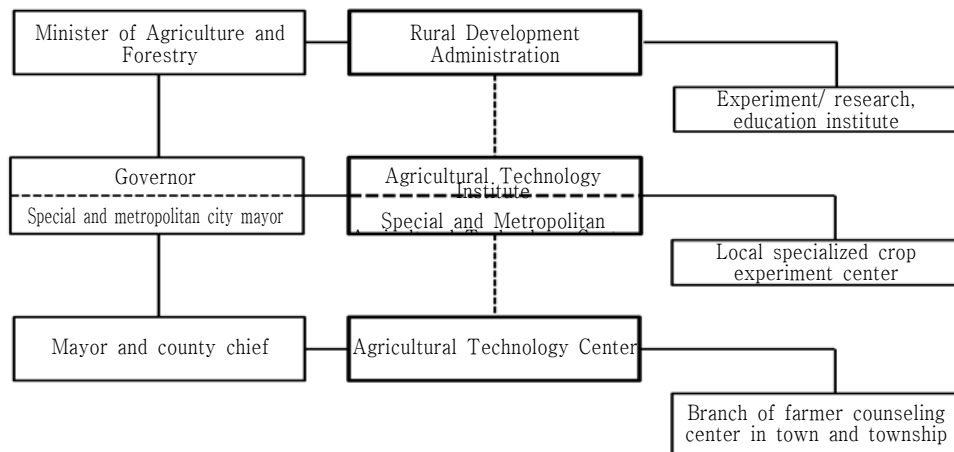 Minister of Agriculture and
Forestry
Rural Development
Administration
Experiment/ research,
education institute
Governor
Special and metropolitan city mayor
Agricultural Technology
Institute
Special and Metropolitan
Local specialized crop
experiment center
Mayor and county chief
Agricultural Technology Center
Branch of farmer counseling
center in town and township